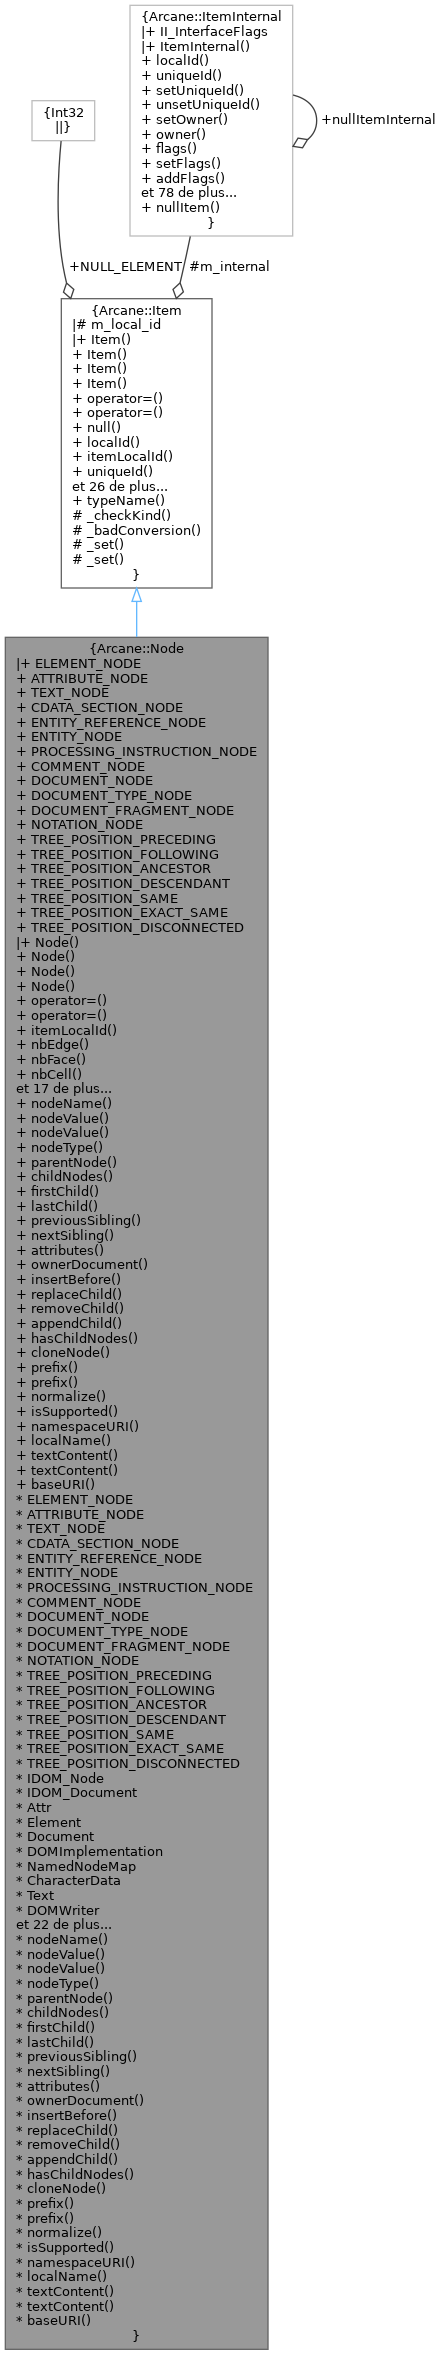 {Arcane::ItemInternal
|+ II_InterfaceFlags
|+ ItemInternal()
+ localId()
+ uniqueId()
+ setUniqueId()
+ unsetUniqueId()
+ setOwner()
+ owner()
+ flags()
+ setFlags()
+ addFlags()
et 78 de plus...
+ nullItem()
}
+nullItemInternal
{Int32
||}
+NULL_ELEMENT
#m_internal
{Arcane::Item
|# m_local_id
|+ Item()
+ Item()
+ Item()
+ Item()
+ operator=()
+ operator=()
+ null()
+ localId()
+ itemLocalId()
+ uniqueId()
et 26 de plus...
+ typeName()
# _checkKind()
# _badConversion()
# _set()
# _set()
}
{Arcane::Node
|+ ELEMENT_NODE
+ ATTRIBUTE_NODE
+ TEXT_NODE
+ CDATA_SECTION_NODE
+ ENTITY_REFERENCE_NODE
+ ENTITY_NODE
+ PROCESSING_INSTRUCTION_NODE
+ COMMENT_NODE
+ DOCUMENT_NODE
+ DOCUMENT_TYPE_NODE
+ DOCUMENT_FRAGMENT_NODE
+ NOTATION_NODE
+ TREE_POSITION_PRECEDING
+ TREE_POSITION_FOLLOWING
+ TREE_POSITION_ANCESTOR
+ TREE_POSITION_DESCENDANT
+ TREE_POSITION_SAME
+ TREE_POSITION_EXACT_SAME
+ TREE_POSITION_DISCONNECTED
|+ Node()
+ Node()
+ Node()
+ Node()
+ operator=()
+ operator=()
+ itemLocalId()
+ nbEdge()
+ nbFace()
+ nbCell()
et 17 de plus...
+ nodeName()
+ nodeValue()
+ nodeValue()
+ nodeType()
+ parentNode()
+ childNodes()
+ firstChild()
+ lastChild()
+ previousSibling()
+ nextSibling()
+ attributes()
+ ownerDocument()
+ insertBefore()
+ replaceChild()
+ removeChild()
+ appendChild()
+ hasChildNodes()
+ cloneNode()
+ prefix()
+ prefix()
+ normalize()
+ isSupported()
+ namespaceURI()
+ localName()
+ textContent()
+ textContent()
+ baseURI()
* ELEMENT_NODE
* ATTRIBUTE_NODE
* TEXT_NODE
* CDATA_SECTION_NODE
* ENTITY_REFERENCE_NODE
* ENTITY_NODE
* PROCESSING_INSTRUCTION_NODE
* COMMENT_NODE
* DOCUMENT_NODE
* DOCUMENT_TYPE_NODE
* DOCUMENT_FRAGMENT_NODE
* NOTATION_NODE
* TREE_POSITION_PRECEDING
* TREE_POSITION_FOLLOWING
* TREE_POSITION_ANCESTOR
* TREE_POSITION_DESCENDANT
* TREE_POSITION_SAME
* TREE_POSITION_EXACT_SAME
* TREE_POSITION_DISCONNECTED
* IDOM_Node
* IDOM_Document
* Attr
* Element
* Document
* DOMImplementation
* NamedNodeMap
* CharacterData
* Text
* DOMWriter
et 22 de plus...
* nodeName()
* nodeValue()
* nodeValue()
* nodeType()
* parentNode()
* childNodes()
* firstChild()
* lastChild()
* previousSibling()
* nextSibling()
* attributes()
* ownerDocument()
* insertBefore()
* replaceChild()
* removeChild()
* appendChild()
* hasChildNodes()
* cloneNode()
* prefix()
* prefix()
* normalize()
* isSupported()
* namespaceURI()
* localName()
* textContent()
* textContent()
* baseURI()
}